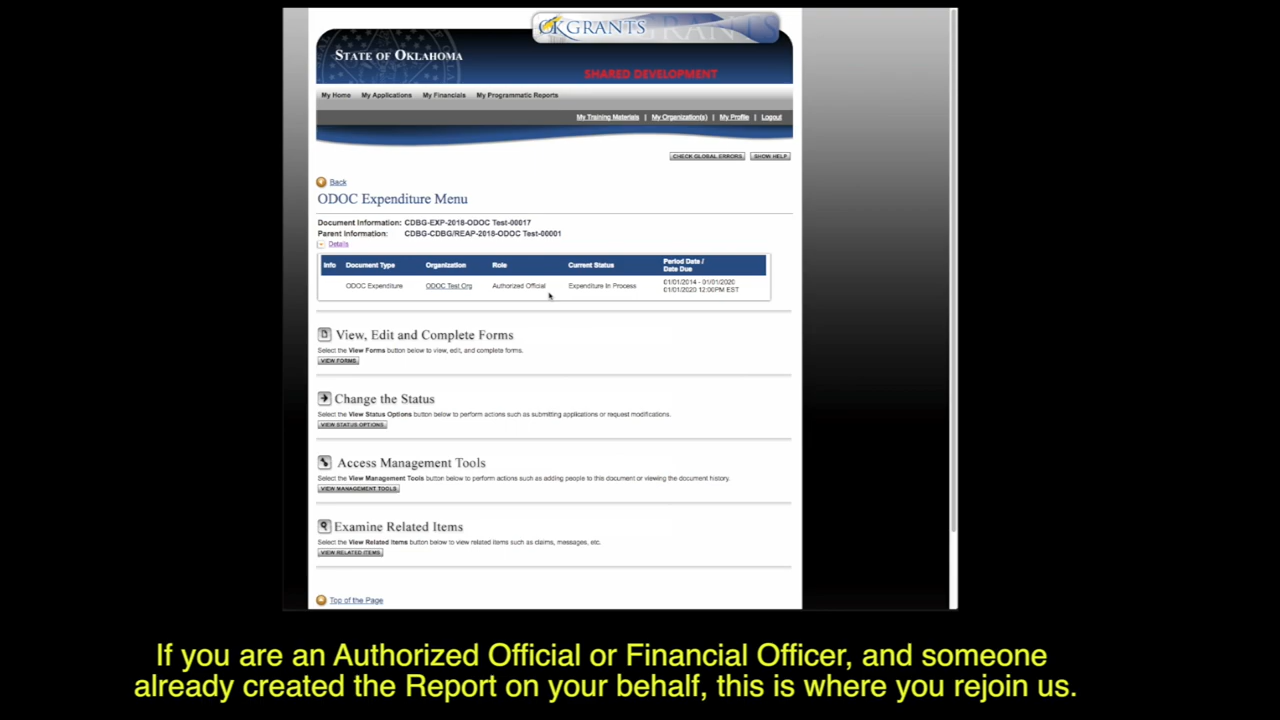 OKGRANTS
STATE OF OKLAHOMA
SHARED DEVELOPMENT
My Home My Applications My Financials My Programmatic Reports
My Training Materials | My Organization(s) | My Profile | Logout
CHECK GLOBAL ERRORS SHOW HELP
Back
ODOC Expenditure Menu
Document Information: CDBG-EXP-2018-ODOC Test-00017
Parent Information: CDBG-CDBG/REAP-2018-ODOC Test-00001
Details
Info Document Type Organization Role Current Status Period Date / Date Due
ODOC Expenditure ODOC Test Org Authorized Official Expenditure In Process 01/01/2014 - 01/01/2020
01/01/2020 12:00PM EST
View, Edit and Complete Forms
Select the View Forms button below to view, edit, and complete forms.
VIEW FORMS
Change the Status
Select the View Status Options button below to perform actions such as submitting applications or request modifications.
VIEW STATUS OPTIONS
Access Management Tools
Select the View Management Tools button below to perform actions such as adding people to this document or viewing the document history.
VIEW MANAGEMENT TOOLS
Examine Related Items
Select the View Related Items button below to view related items such as claims, messages, etc.
VIEW RELATED ITEMS
Top of the Page
If you are an Authorized Official or Financial Officer, and someone
already created the Report on your behalf, this is where you rejoin us.